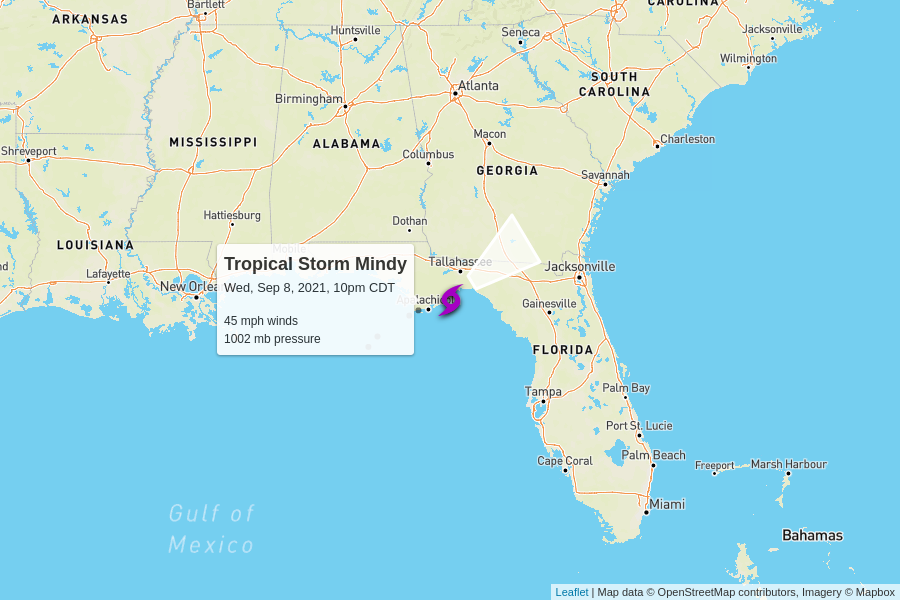 CAROLINA
Bartlett
ARKANSAS
Huntsville
Seneca
Jacksonville
Wilmington
Atlanta
SOUTH
CAROLINA
Birmingham
Macon
MISSISSIPPI
ALABAMA
Charleston
Shreveport
Columbus
GEORGIA
Savannah
Hattiesburg
Dothan
LOUISIANA
Mobile
Tallahassee
Jacksonville
Lafayette
New Orlea
Tropical Storm Mindy
Wed, Sep 8, 2021, 10pm CDT
45 mph winds
1002 mb pressure
Apalachic
Gainesville
FLORIDA
Tampa
Palm Bay
Port St. Lucie
Cape Coral
Palm Beach
Freeport
Marsh Harbour
Miami
Gulf of
Mexico
Bahamas
Leaflet | Map data © OpenStreetMap contributors, Imagery © Mapbox